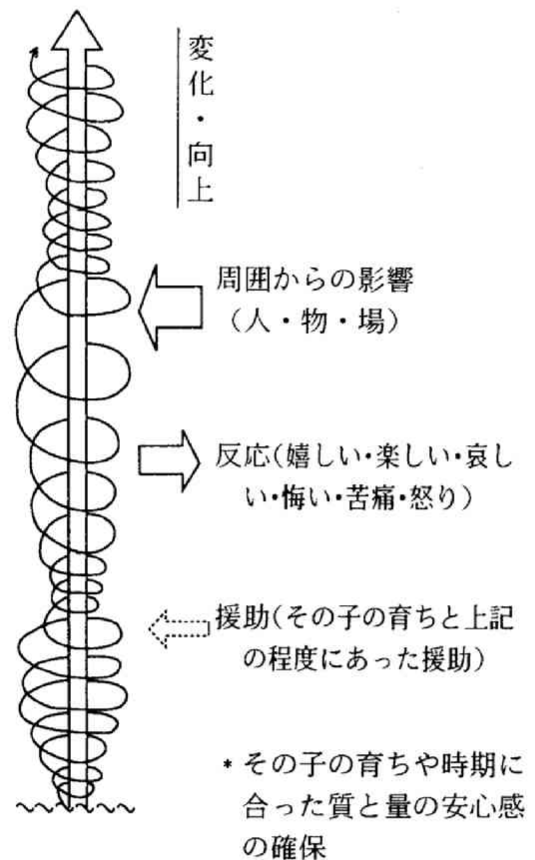 変化・向上
周囲からの影響
（人・物・場）
反応（嬉しい・楽しい・哀し
い・悔い・苦痛・怒り）
援助（その子の育ちと上記
の程度にあった援助）
* その子の育ちや時期に
合った質と量の安心感
の確保